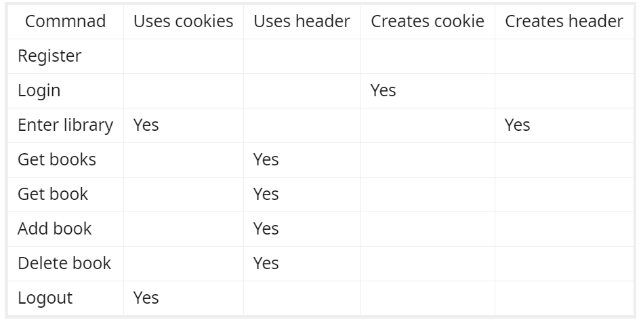 Commnad Uses cookies Uses header Creates cookie Creates header
Register
Login Yes
Enter library Yes Yes
Get books Yes
Get book Yes
Add book Yes
Delete book Yes
Logout Yes